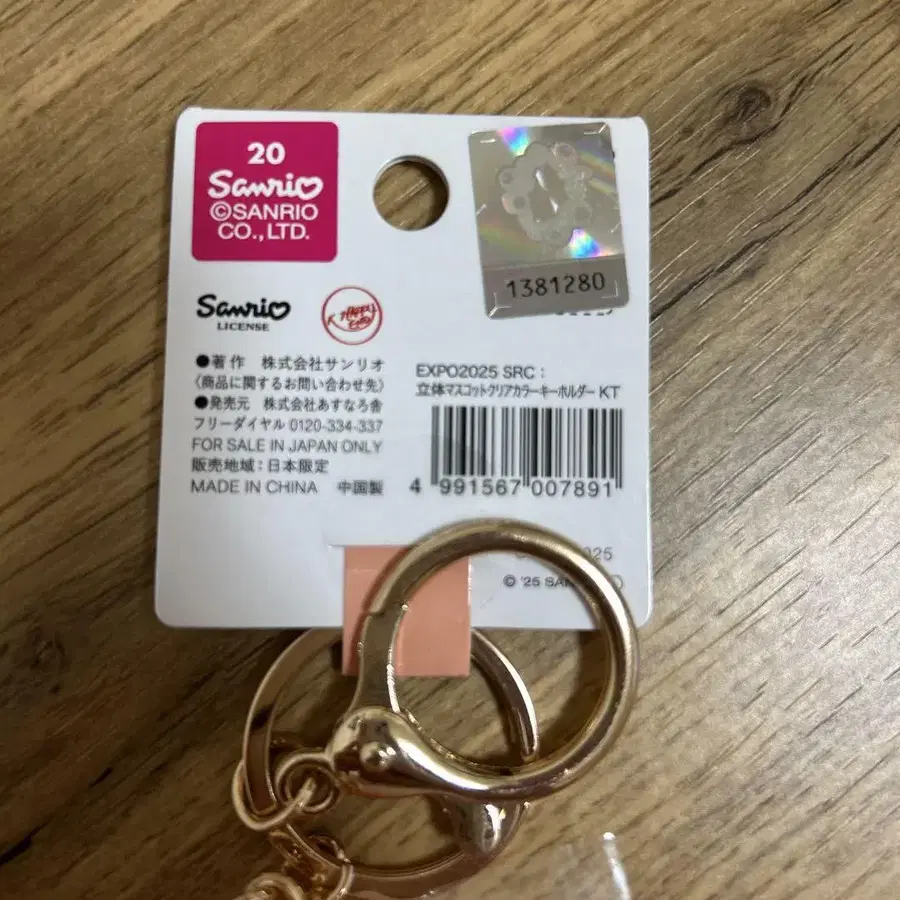 20
Sanrio
©SANRIO
CO.,LTD.
1381280
Sanrio
LICENSE
●著作 株式会社サンリオ
〈商品に関するお問い合わせ先〉
●発売元 株式会社あすなろ舎
フリーダイヤル 0120-334-337
FOR SALE IN JAPAN ONLY
販売地域：日本限定
MADE IN CHINA 中国製
EXPO2025 SRC：
立体マスコットクリアカラーキーホルダー KT
4 991567 007891
© '25